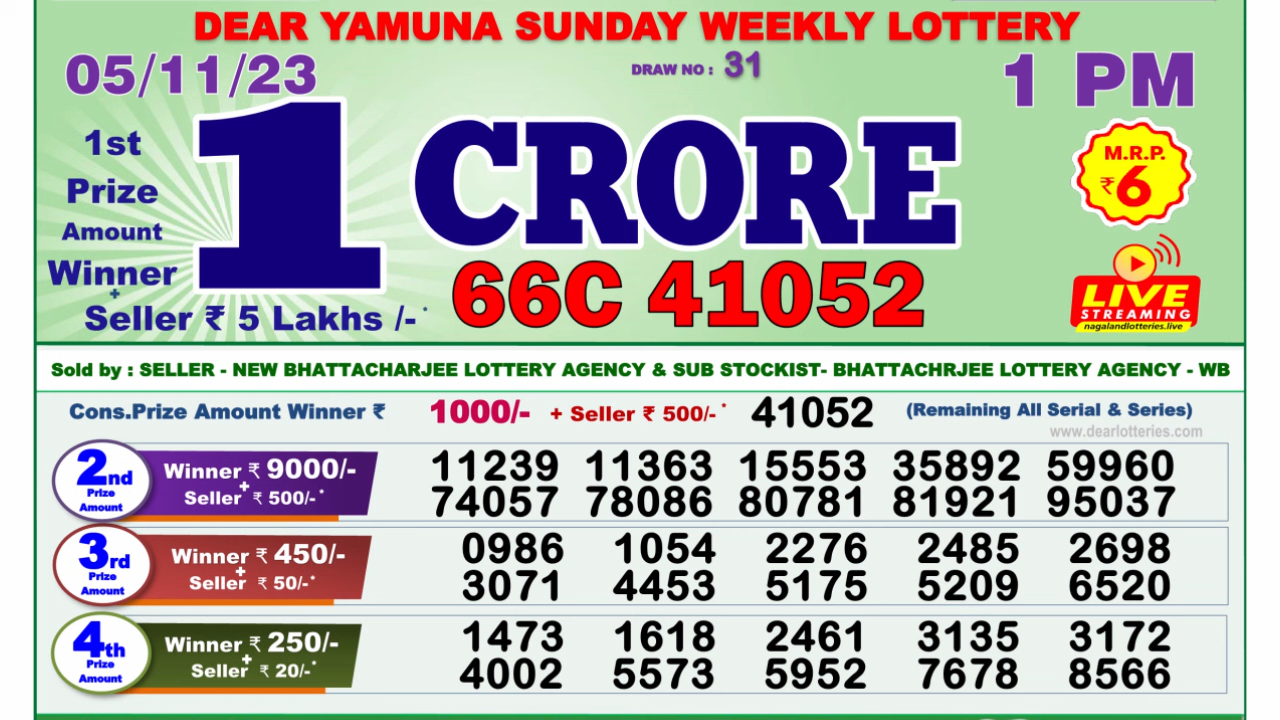 DEAR YAMUNA SUNDAY WEEKLY LOTTERY
05/11/23
DRAW NO : 31
1 PM
1st
Prize
Amount
Winner
+
Seller ₹ 5 Lakhs /-*
1 CRORE
66C 41052
M.R.P.
₹6
LIVE
STREAMING
nagalandlotteries.live
Sold by : SELLER - NEW BHATTACHARJEE LOTTERY AGENCY & SUB STOCKIST- BHATTACHRJEE LOTTERY AGENCY - WB
Cons.Prize Amount Winner ₹ 1000/- + Seller ₹ 500/-* 41052 (Remaining All Serial & Series)
www.dearlotteries.com
2nd
Prize
Amount
Winner ₹ 9000/-
+
Seller ₹ 500/-*
11239 11363 15553 35892 59960
74057 78086 80781 81921 95037
3rd
Prize
Amount
Winner ₹ 450/-
+
Seller ₹ 50/-*
0986 1054 2276 2485 2698
3071 4453 5175 5209 6520
4th
Prize
Amount
Winner ₹ 250/-
+
Seller ₹ 20/-*
1473 1618 2461 3135 3172
4002 5573 5952 7678 8566